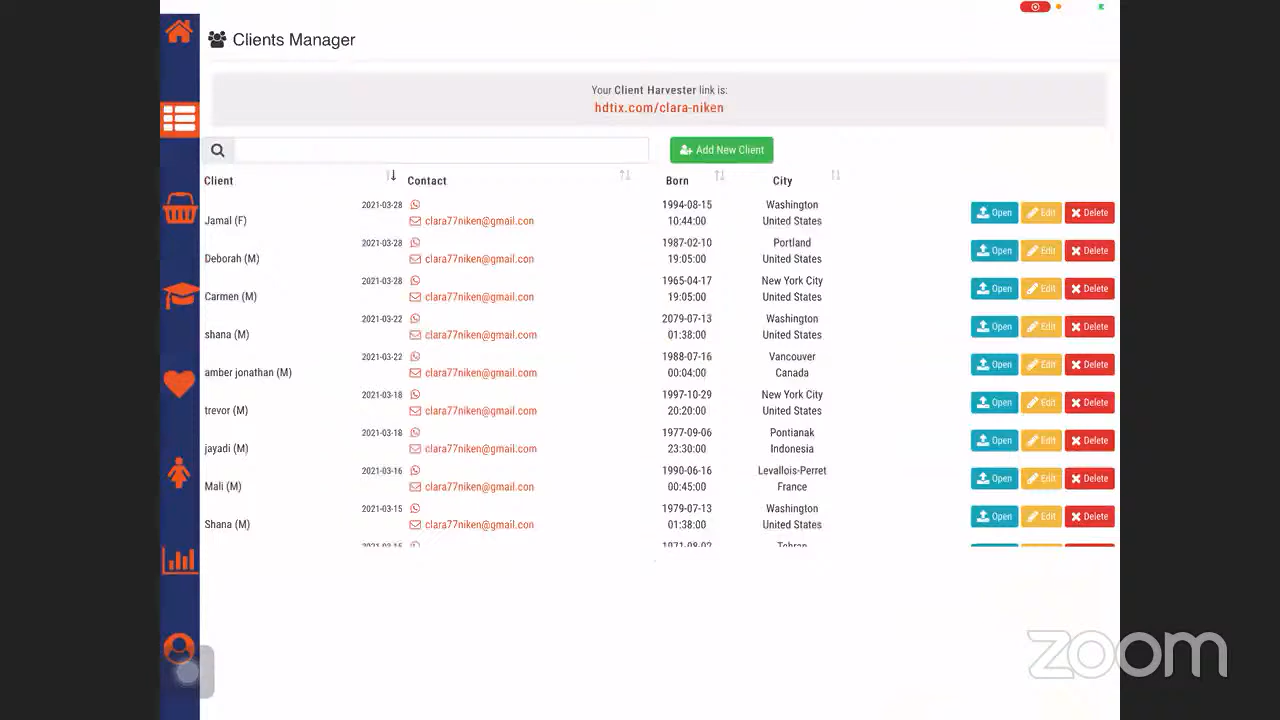 Clients Manager
Your Client Harvester link is:
hdtix.com/clara-niken
Add New Client
Client Contact Born City
2021-03-28 1994-08-15 Washington
Jamal (F) clara77niken@gmail.con 10:44:00 United States Open Edit Delete
2021-03-28 1987-02-10 Portland
Deborah (M) clara77niken@gmail.con 19:05:00 United States Open Edit Delete
2021-03-28 1965-04-17 New York City
Carmen (M) clara77niken@gmail.con 19:05:00 United States Open Edit Delete
2021-03-22 2079-07-13 Washington
shana (M) clara77niken@gmail.com 01:38:00 United States Open Edit Delete
2021-03-22 1988-07-16 Vancouver
amber jonathan (M) clara77niken@gmail.com 00:04:00 Canada Open Edit Delete
2021-03-18 1997-10-29 New York City
trevor (M) clara77niken@gmail.com 20:20:00 United States Open Edit Delete
2021-03-18 1977-09-06 Pontianak
jayadi (M) clara77niken@gmail.com 23:30:00 Indonesia Open Edit Delete
2021-03-16 1990-06-16 Levallois-Perret
Mali (M) clara77niken@gmail.con 00:45:00 France Open Edit Delete
2021-03-15 1979-07-13 Washington
Shana (M) clara77niken@gmail.con 01:38:00 United States Open Edit Delete
2021-03-15 1971-08-02 Tehran
zoom